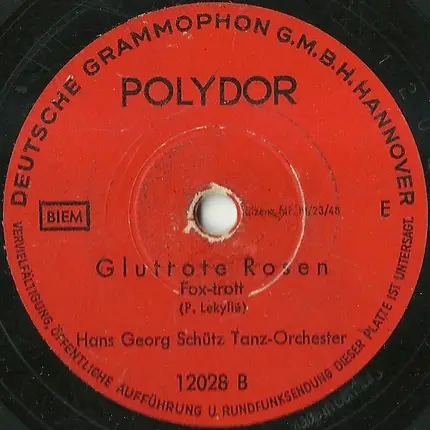 DEUTSCHE GRAMMOPHON G.M.B.H. HANNOVER
POLYDOR
BIEM
E
Glutrote Rosen
Fox-trott
(P. Lekyllé)
Hans Georg Schütz Tanz-Orchester
12028 B
VERVIELFÄLTIGUNG, ÖFFENTLICHE AUFFÜHRUNG U. RUNDFUNKSENDUNG DIESER PLATTE IST UNTERSAGT.